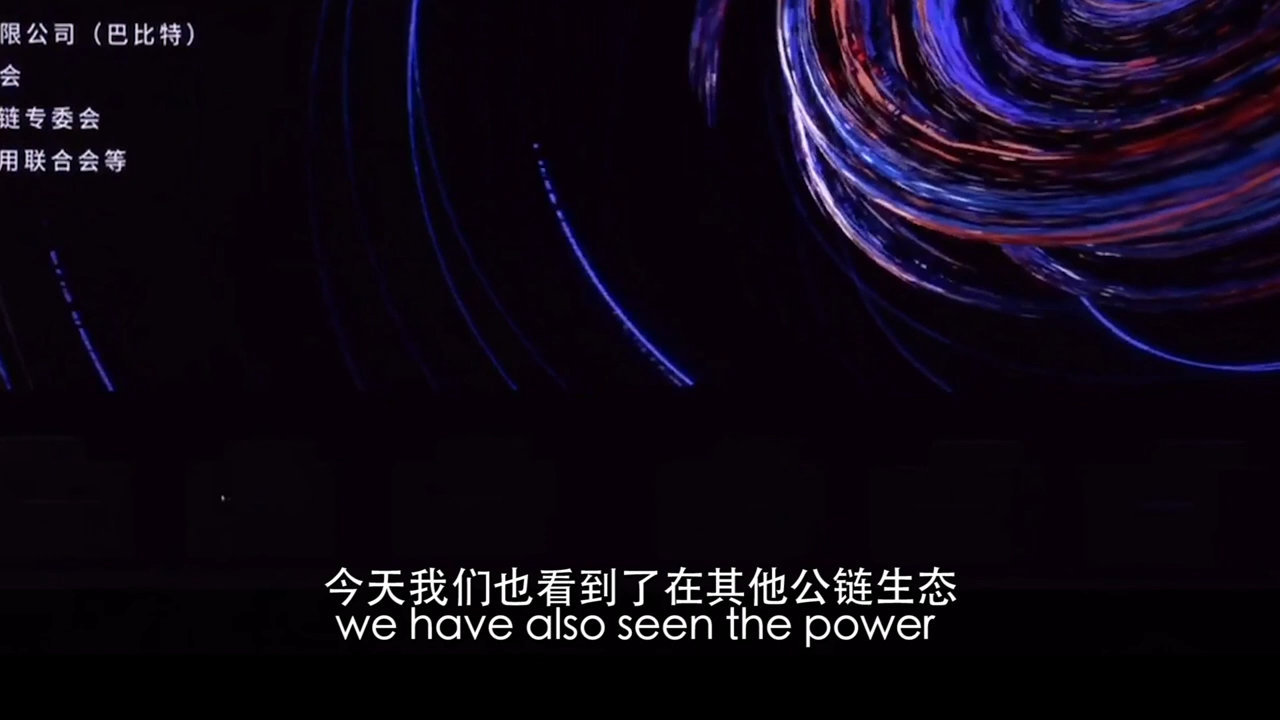 限公司（巴比特）
会
链专委会
用联合会等
今天我们也看到了在其他公链生态
we have also seen the power